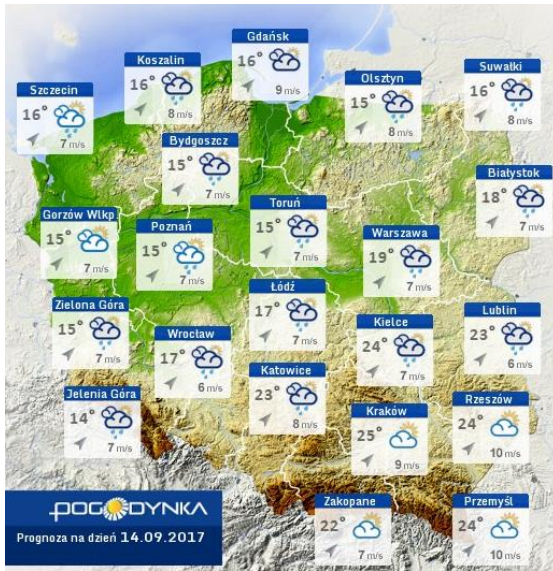 Gdańsk
16°
9 m/s
Koszalin
16°
8 m/s
Suwałki
16°
8 m/s
Olsztyn
15°
8 m/s
Szczecin
16°
7 m/s
Bydgoszcz
15°
7 m/s
Białystok
18°
7 m/s
Toruń
15°
7 m/s
Gorzów Wlkp.
15°
7 m/s
Poznań
15°
7 m/s
Warszawa
19°
7 m/s
Łódź
17°
7 m/s
Zielona Góra
15°
7 m/s
Lublin
23°
6 m/s
Kielce
24°
7 m/s
Wrocław
17°
6 m/s
Katowice
23°
8 m/s
Jelenia Góra
14°
7 m/s
Rzeszów
24°
10 m/s
Kraków
25°
9 m/s
Zakopane
22°
7 m/s
Przemyśl
24°
10 m/s
POGODYNKA
Prognoza na dzień 14.09.2017